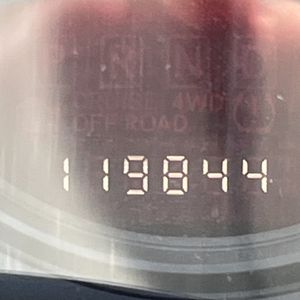 P R N D
CRUISE 4WD
OFF ROAD
119844